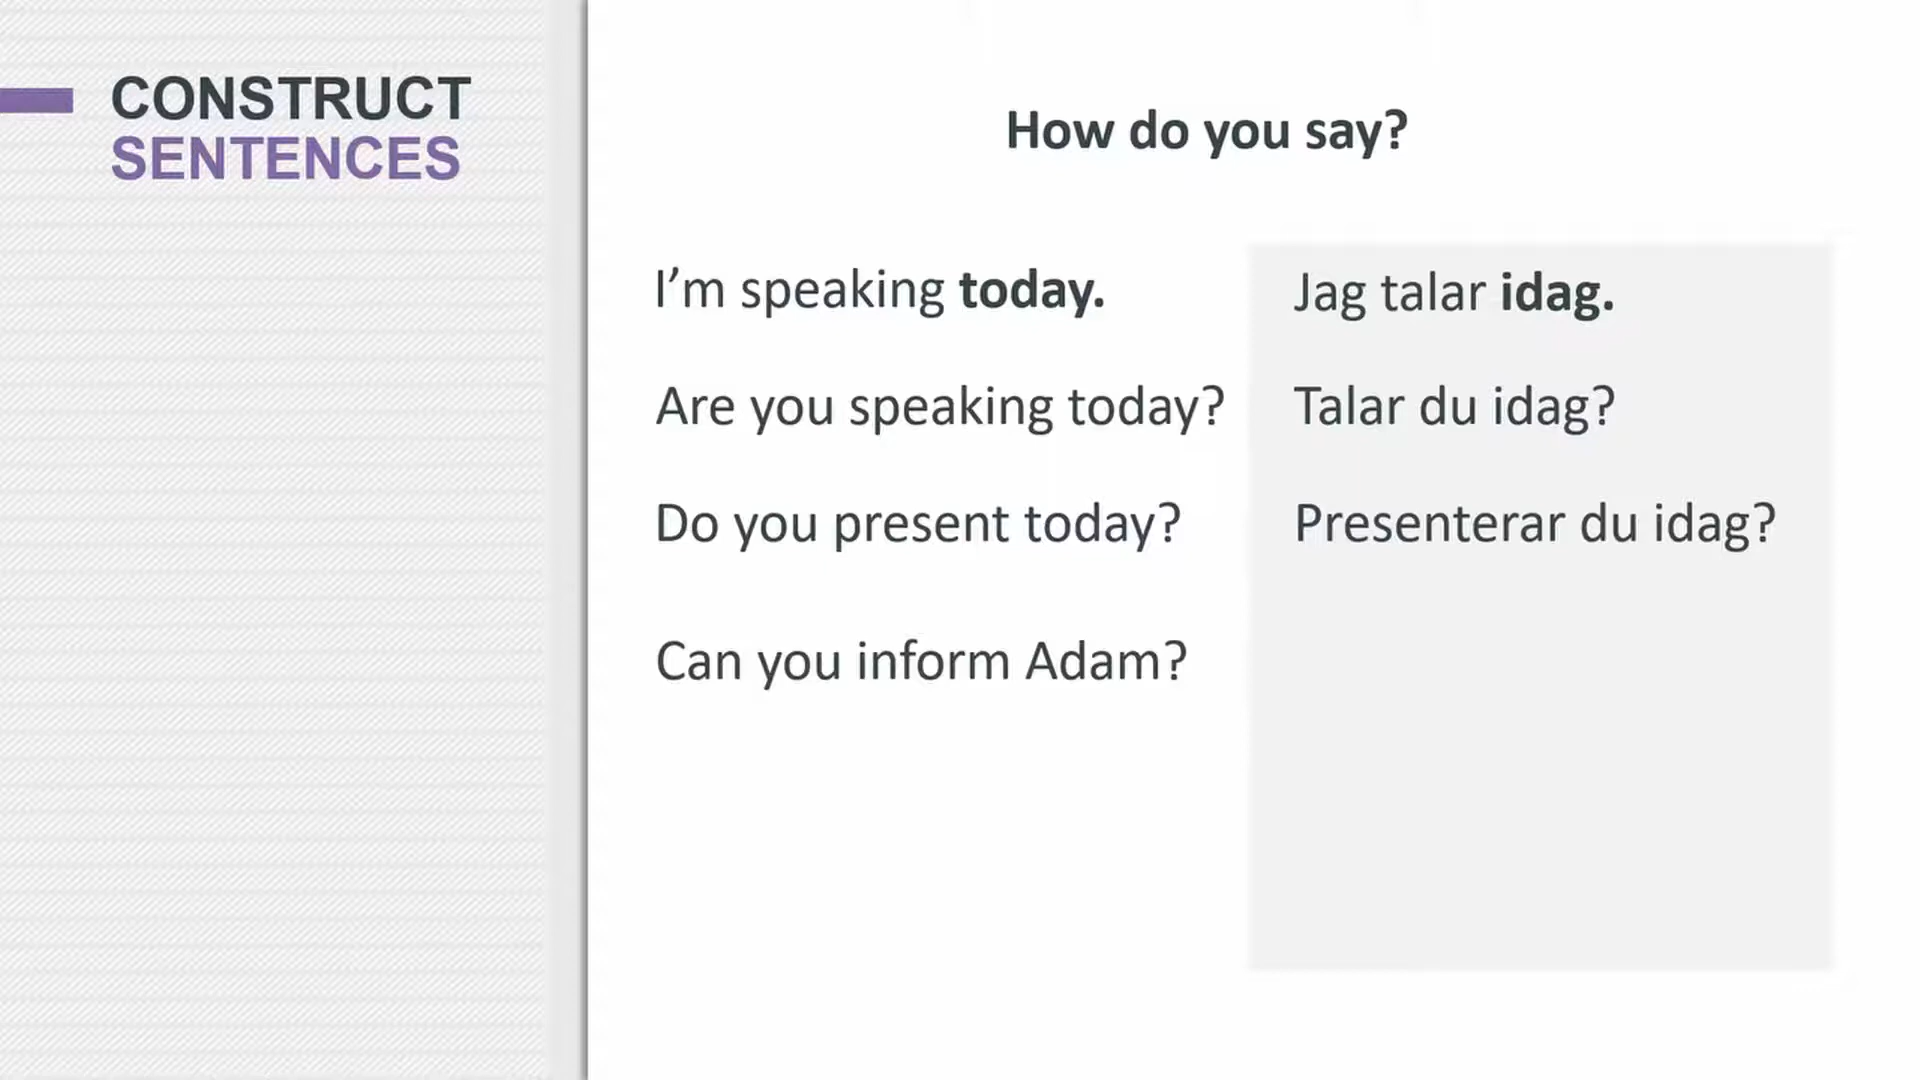 CONSTRUCT
SENTENCES
How do you say?
I’m speaking today.
Jag talar idag.
Are you speaking today?
Talar du idag?
Do you present today?
Presenterar du idag?
Can you inform Adam?